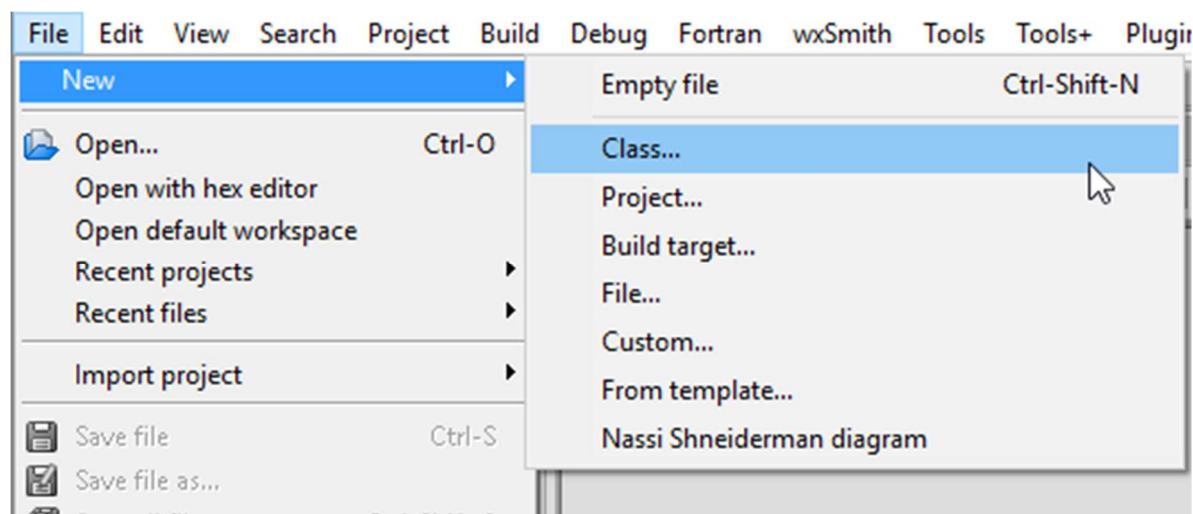 File Edit View Search Project Build Debug Fortran wxSmith Tools Tools+
New
Open... Ctrl-O
Open with hex editor
Open default workspace
Recent projects
Recent files
Import project
Save file Ctrl-S
Save file as...
Empty file Ctrl-Shift-N
Class...
Project...
Build target...
File...
Custom...
From template...
Nassi Shneiderman diagram